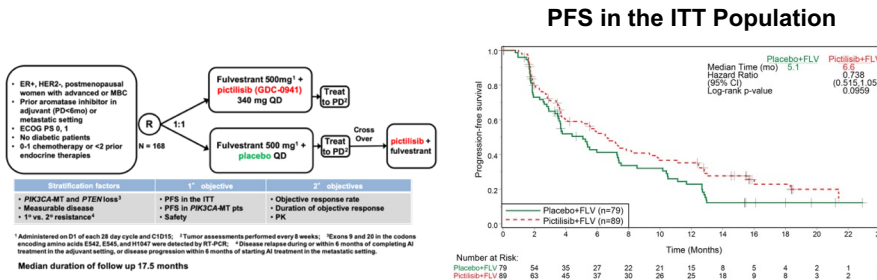 PFS in the ITT Population
• ER+, HER2-, postmenopausal women with advanced or MBC
• Prior aromatase inhibitor in adjuvant (PD<6mo) or metastatic setting
• ECOG PS 0, 1
• No diabetic patients
• 0-1 chemotherapy or <2 prior endocrine therapies
R
1:1
N = 168
Fulvestrant 500mg¹ +
pictilisib (GDC-0941)
340 mg QD
Treat
to PD²
Fulvestrant 500 mg¹ +
placebo QD
Treat
to PD²
Cross
Over
pictilisib +
fulvestrant
Stratification factors
1° objective
2° objectives
• PIK3CA-MT and PTEN loss³
• Measurable disease
• 1° vs. 2° resistance⁴
• PFS in the ITT
• PFS in PIK3CA-MT pts
• Safety
• Objective response rate
• Duration of objective response
• PK
¹ Administered on D1 of each 28 day cycle and C1D15; ² Tumor assessments performed every 8 weeks; ³Exons 9 and 20 in the codons
encoding amino acids E542, E545, and H1047 were detected by RT-PCR; ⁴ Disease relapse during or within 6 months of completing AI
treatment in the adjuvant setting, or disease progression within 6 months of starting AI treatment in the metastatic setting.
Median duration of follow up 17.5 months
Placebo+FLV Pictilisib+FLV
Median Time (mo) 5.1 6.6
Hazard Ratio 0.738
(95% CI) (0.515,1.05
Log-rank p-value 0.0959
Progression-free survival
1.0
0.8
0.6
0.4
0.2
0.0
Placebo+FLV (n=79)
Pictilisib+FLV (n=89)
0 2 4 6 8 10 12 14 16 18 20 22
Time (Months)
Number at Risk:
Placebo+FLV 79 54 35 27 22 21 15 8 5 4 2 1
Pictilisib+FLV 89 63 45 37 30 26 25 18 9 8 3 2